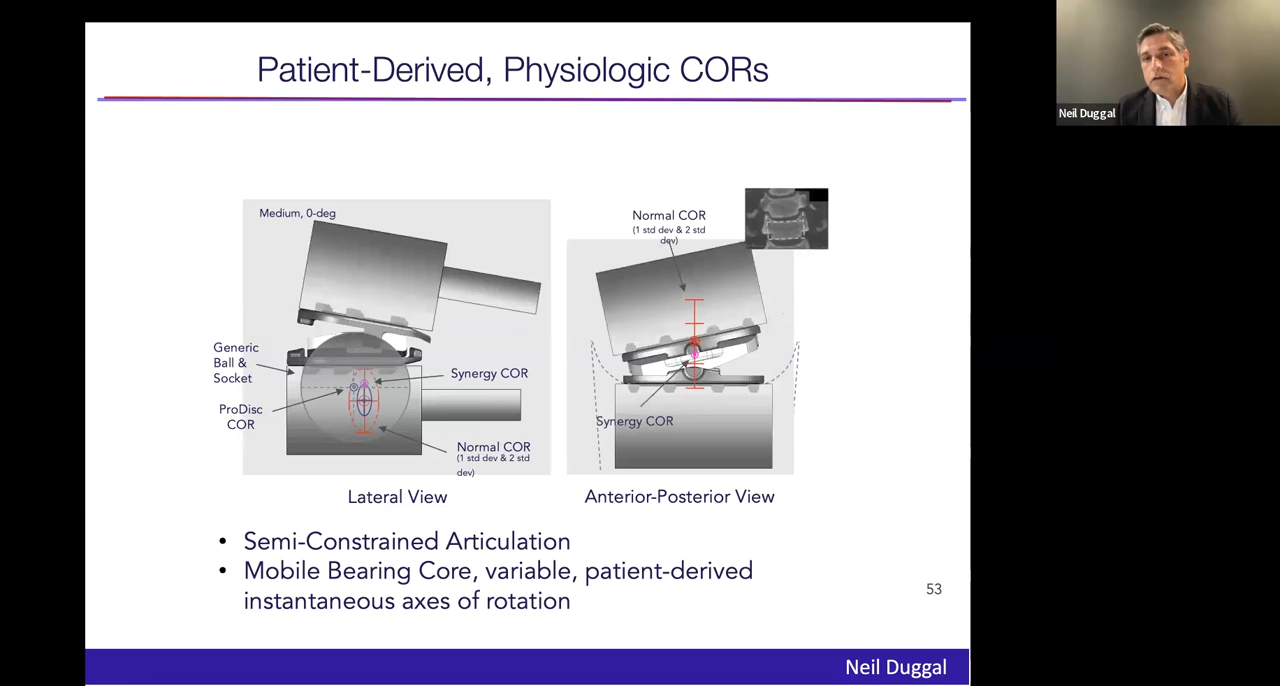 Patient-Derived, Physiologic CORs
Neil Duggal
Medium, 0-deg
Normal COR
(1 std dev & 2 std
dev)
Generic
Ball &
Socket
Synergy COR
ProDisc
COR
Synergy COR
Normal COR
(1 std dev & 2 std
dev)
Lateral View
Anterior-Posterior View
• Semi-Constrained Articulation
• Mobile Bearing Core, variable, patient-derived
instantaneous axes of rotation
53
Neil Duggal